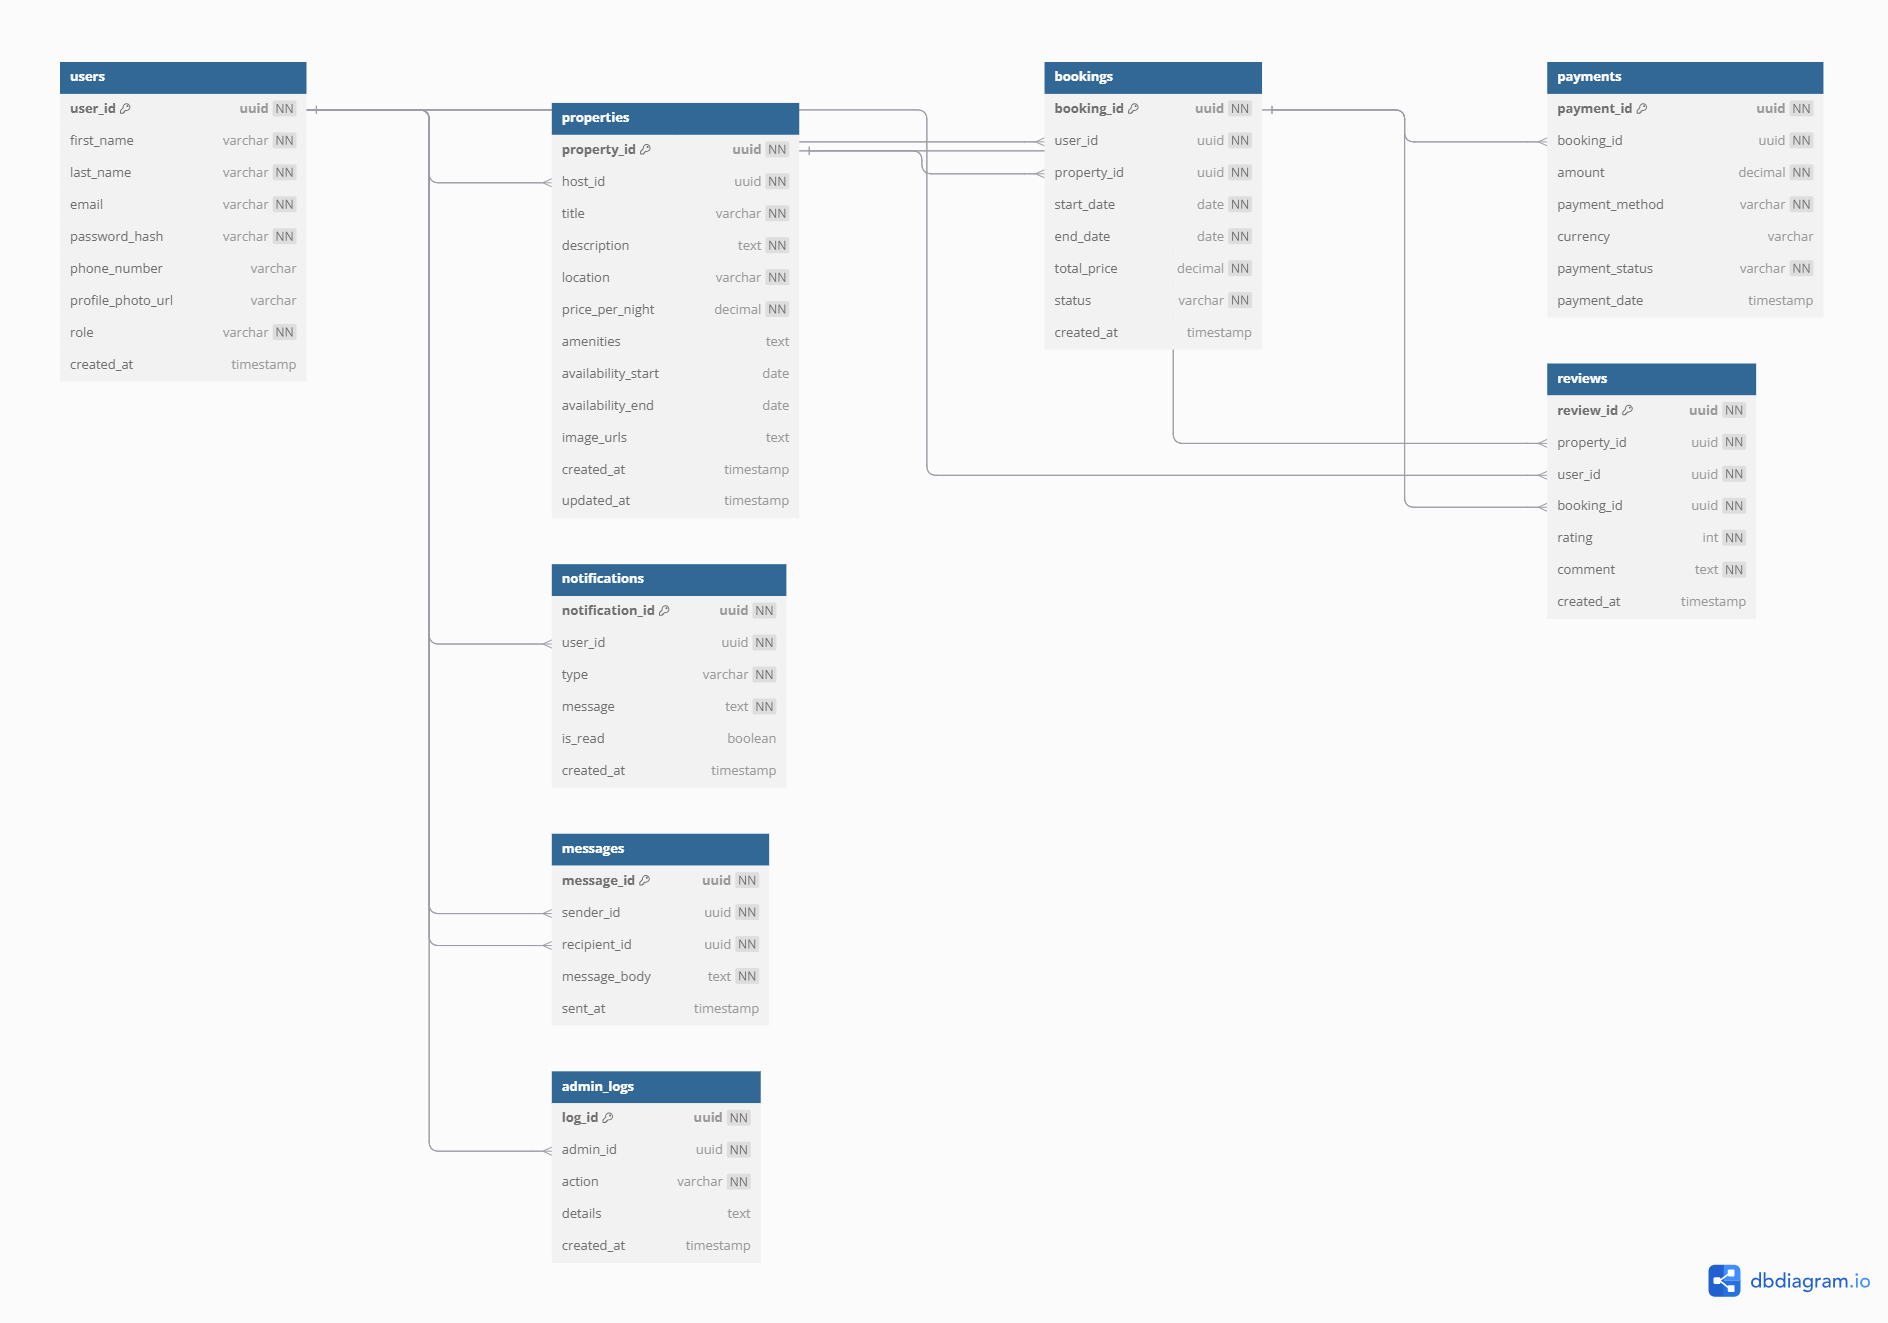 users
user_id uuid NN
first_name varchar NN
last_name varchar NN
email varchar NN
password_hash varchar NN
phone_number varchar
profile_photo_url varchar
role varchar NN
created_at timestamp
properties
property_id uuid NN
host_id uuid NN
title varchar NN
description text NN
location varchar NN
price_per_night decimal NN
amenities text
availability_start date
availability_end date
image_urls text
created_at timestamp
updated_at timestamp
notifications
notification_id uuid NN
user_id uuid NN
type varchar NN
message text NN
is_read boolean
created_at timestamp
messages
message_id uuid NN
sender_id uuid NN
recipient_id uuid NN
message_body text NN
sent_at timestamp
admin_logs
log_id uuid NN
admin_id uuid NN
action varchar NN
details text
created_at timestamp
bookings
booking_id uuid NN
user_id uuid NN
property_id uuid NN
start_date date NN
end_date date NN
total_price decimal NN
status varchar NN
created_at timestamp
payments
payment_id uuid NN
booking_id uuid NN
amount decimal NN
payment_method varchar NN
currency varchar
payment_status varchar NN
payment_date timestamp
reviews
review_id uuid NN
property_id uuid NN
user_id uuid NN
booking_id uuid NN
rating int NN
comment text NN
created_at timestamp
dbdiagram.io